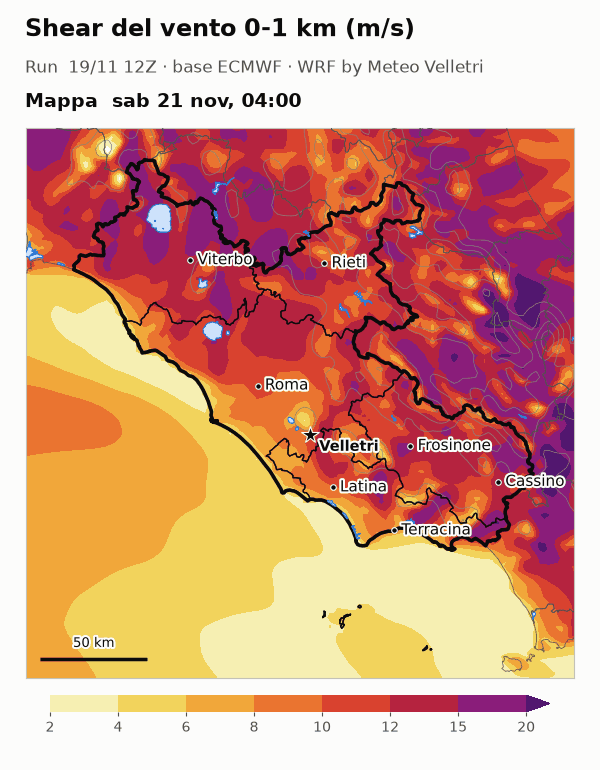 Shear del vento 0-1 km (m/s)
Run  19/11 12Z · base ECMWF · WRF by Meteo Velletri
Mappa  sab 21 nov, 04:00
Viterbo
Rieti
Roma
Velletri
Frosinone
Latina
Cassino
Terracina
50 km
2 4 6 8 10 12 15 20